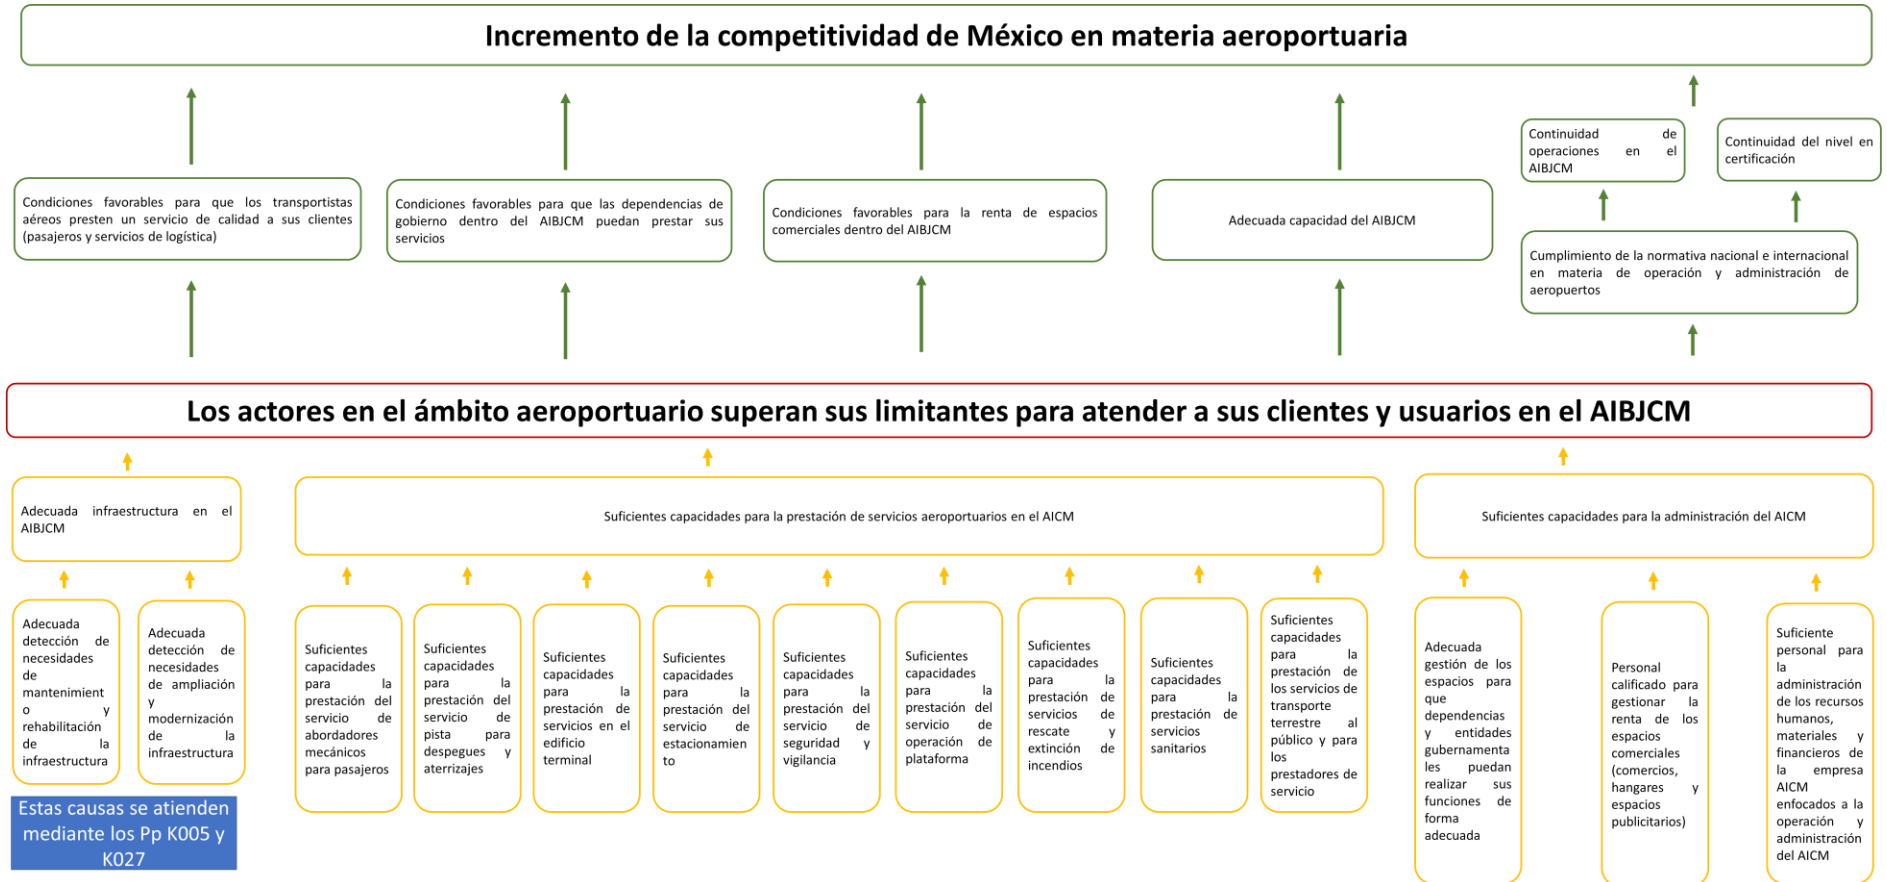 Incremento de la competitividad de México en materia aeroportuaria
Continuidad de
operaciones en el
AIBJCM
Continuidad del nivel en
certificación
Condiciones favorables para que los transportistas
aéreos presten un servicio de calidad a sus clientes
(pasajeros y servicios de logística)
Condiciones favorables para que las dependencias de
gobierno dentro del AIBJCM puedan prestar sus
servicios
Condiciones favorables para la renta de espacios
comerciales dentro del AIBJCM
Adecuada capacidad del AIBJCM
Cumplimiento de la normativa nacional e internacional
en materia de operación y administración de
aeropuertos
Los actores en el ámbito aeroportuario superan sus limitantes para atender a sus clientes y usuarios en el AIBJCM
Adecuada infraestructura en el
AIBJCM
Suficientes capacidades para la prestación de servicios aeroportuarios en el AICM
Suficientes capacidades para la administración del AICM
Adecuada
detección de
necesidades
de
mantenimient
o y
rehabilitación
de la
infraestructura
Adecuada
detección de
necesidades
de ampliación
y
modernización
de la
infraestructura
Suficientes
capacidades
para la
prestación del
servicio de
abordadores
mecánicos
para pasajeros
Suficientes
capacidades
para la
prestación del
servicio de
pista para
despegues y
aterrizajes
Suficientes
capacidades
para la
prestación de
servicios en el
edificio
terminal
Suficientes
capacidades
para la
prestación del
servicio de
estacionamien
to
Suficientes
capacidades
para la
prestación del
servicio de
seguridad y
vigilancia
Suficientes
capacidades
para la
prestación del
servicio de
operación de
plataforma
Suficientes
capacidades
para la
prestación de
servicios de
rescate y
extinción de
incendios
Suficientes
capacidades
para la
prestación de
servicios
sanitarios
Suficientes
capacidades
para la
prestación de
los servicios de
transporte
terrestre al
público y para
los
prestadores de
servicio
Adecuada
gestión de los
espacios para
que
dependencias
y entidades
gubernamenta
les puedan
realizar sus
funciones de
forma
adecuada
Personal
calificado para
gestionar la
renta de los
espacios
comerciales
(comercios,
hangares y
espacios
publicitarios)
Suficiente
personal para
la
administración
de los recursos
humanos,
materiales y
financieros de
la empresa
AICM
enfocados a la
operación y
administración
del AICM
Estas causas se atienden
mediante los Pp K005 y
K027